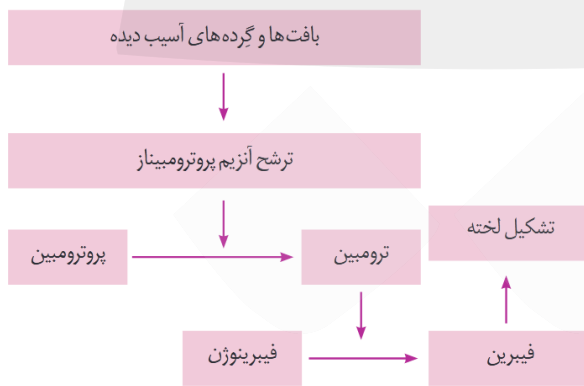 بافت‌ها و گِرده‌های آسیب دیده
ترشح آنزیم پروترومبیناز
تشکیل لخته
پروترومبین
ترومبین
فیبرینوژن
فیبرین